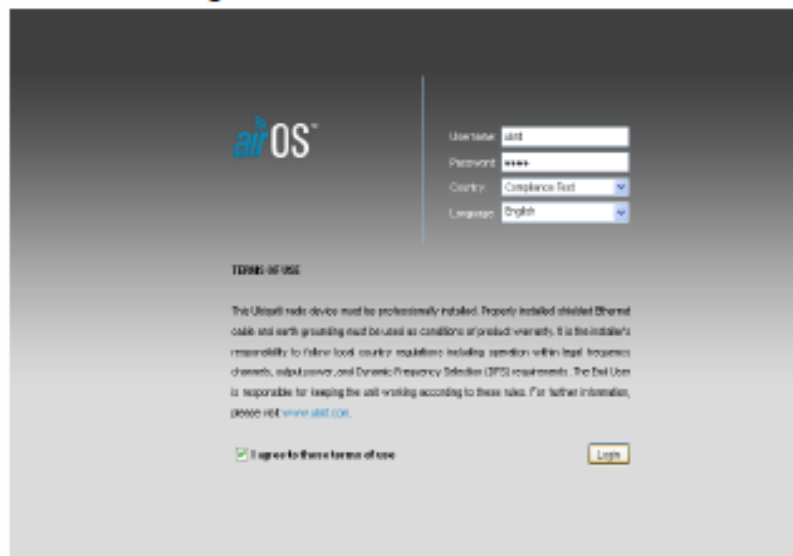 airOS™
Username: ubnt
Password: ••••
Country: Compliance Test
Language: English
TERMS OF USE
This Ubiquiti radio device must be professionally installed. Properly installed shielded Ethernet
cable and earth grounding must be used as conditions of product warranty. It is the installer's
responsibility to follow local country regulations including operation within legal frequency
channels, output power, and Dynamic Frequency Selection (DFS) requirements. The End User
is responsible for keeping the unit working according to these rules. For further information,
please visit www.ubnt.com.
I agree to these terms of use
Login